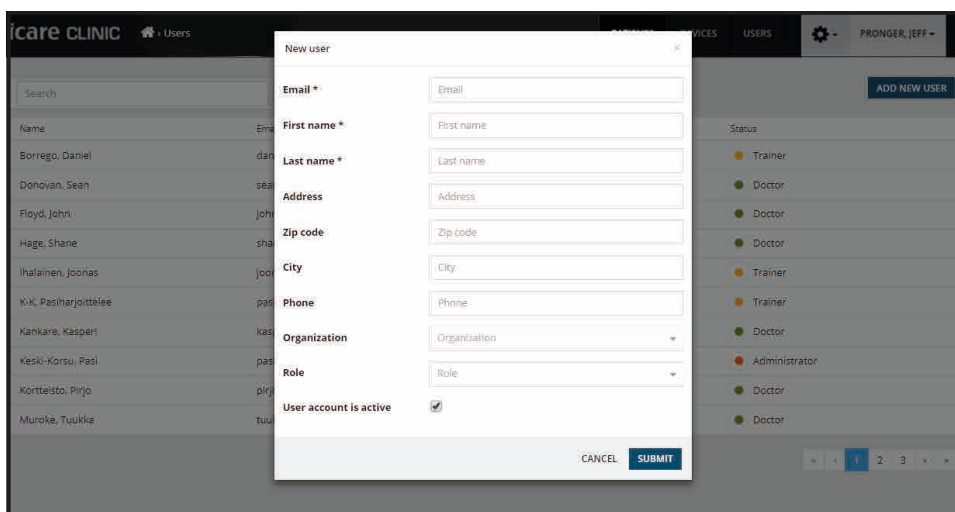 icare CLINIC › Users USERS PRONGER, JEFF
New user ×
Search ADD NEW USER
Email * Email
First name * First name
Last name * Last name
Address Address
Zip code Zip code
City City
Phone Phone
Organization Organization
Role Role
User account is active
CANCEL SUBMIT
Name Status
Borrego, Daniel Trainer
Donovan, Sean Doctor
Floyd, John Doctor
Hage, Shane Doctor
Ihalainen, Joonas Trainer
K-K, Pasiharjoittelee Trainer
Kankare, Kasperi Doctor
Keski-Korsu, Pasi Administrator
Kortteisto, Pirjo Doctor
Muroke, Tuukka Doctor
« ‹ 1 2 3 › »